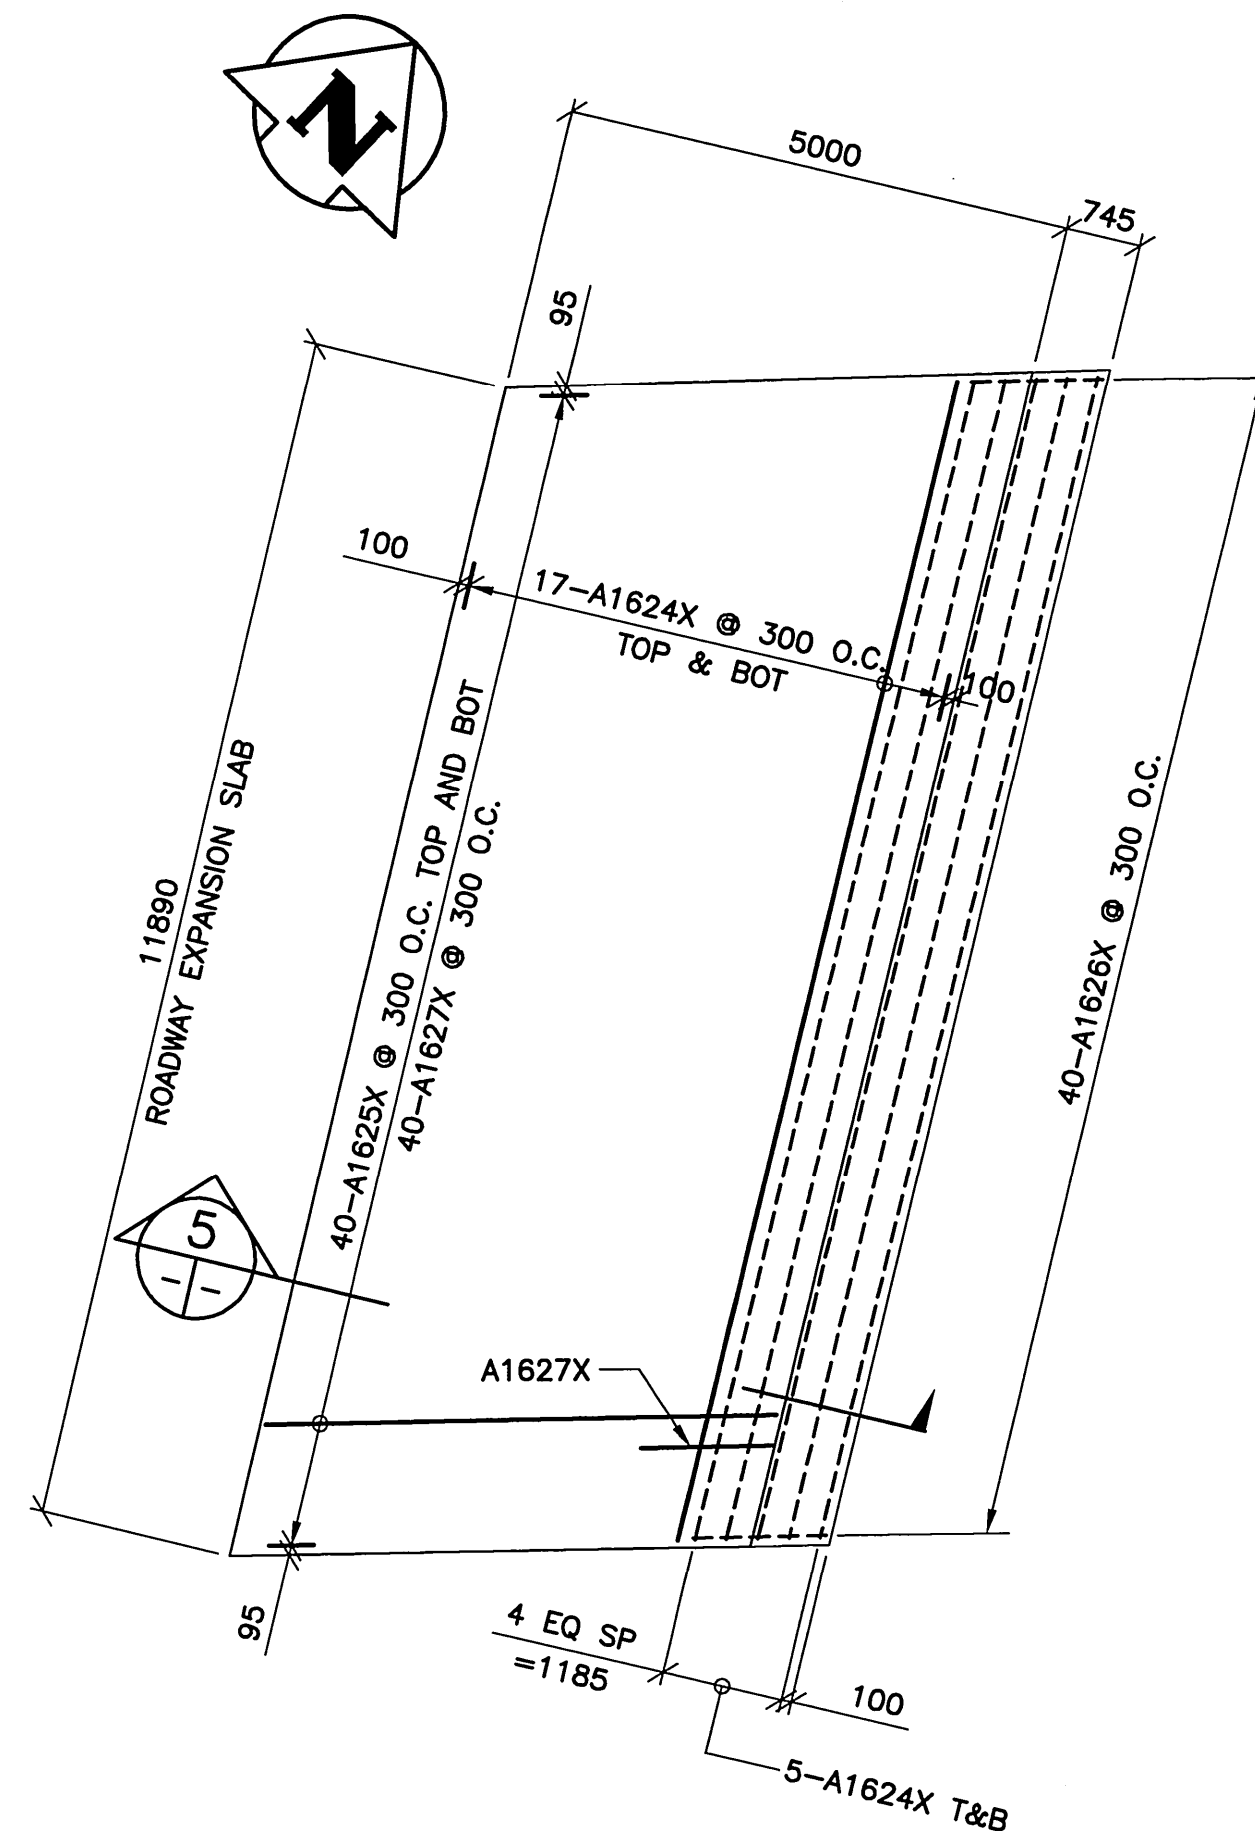 N
5000
745
95
100
17-A1624X @ 300 O.C.
TOP & BOT
100
11890
ROADWAY EXPANSION SLAB
40-A1625X @ 300 O.C. TOP AND BOT
40-A1627X @ 300 O.C.
40-A1626X @ 300 O.C.
5
- -
A1627X
95
4 EQ SP
=1185
100
5-A1624X T&B